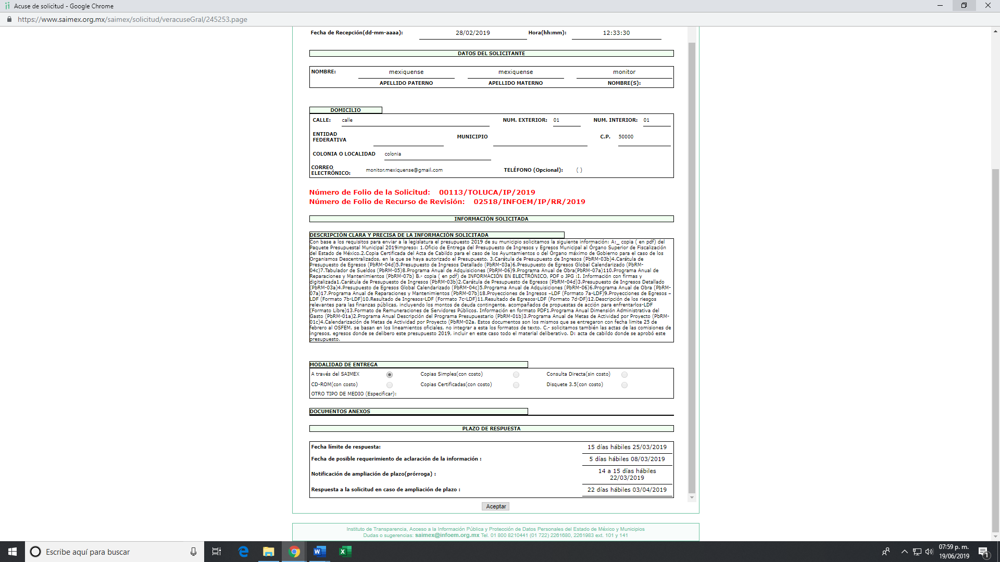 Acuse de solicitud - Google Chrome
https://www.saimex.org.mx/saimex/solicitud/veracuseGral/245253.page
Fecha de Recepción(dd-mm-aaaa): 28/02/2019 Hora(hh:mm): 12:33:30
DATOS DEL SOLICITANTE
NOMBRE: mexiquense mexiquense monitor
APELLIDO PATERNO APELLIDO MATERNO NOMBRE(S):
DOMICILIO
CALLE: calle NUM. EXTERIOR: 01 NUM. INTERIOR: 01
ENTIDAD
FEDERATIVA MUNICIPIO C.P. 50000
COLONIA O LOCALIDAD colonia
CORREO
ELECTRÓNICO: monitor.mexiquense@gmail.com TELÉFONO (Opcional): ( )
Número de Folio de la Solicitud: 00113/TOLUCA/IP/2019
Número de Folio de Recurso de Revisión: 02518/INFOEM/IP/RR/2019
INFORMACIÓN SOLICITADA
DESCRIPCIÓN CLARA Y PRECISA DE LA INFORMACIÓN SOLICITADA
Con base a los requisitos para enviar a la legislatura el presupuesto 2019 de su municipio solicitamos la siguiente información: A:_ copia ( en pdf) del
Paquete Presupuestal Municipal 2019impreso: 1.Oficio de Entrega del Presupuesto de Ingresos y Egresos Municipal al Órgano Superior de Fiscalización
del Estado de México.2.Copia Certificada del Acta de Cabildo para el caso de los Ayuntamientos o del Órgano máximo de Gobierno para el caso de los
Organismos Descentralizados, en la que se haya autorizado el Presupuesto. 3.Carátula de Presupuesto de Ingresos (PbRM-03b)4.Carátula de
Presupuesto de Egresos (PbRM-04d)5.Presupuesto de Ingresos Detallado (PbRM-03a)6.Presupuesto de Egresos Global Calendarizado (PbRM-
04c)7.Tabulador de Sueldos (PbRM-05)8.Programa Anual de Adquisiciones (PbRM-06)9.Programa Anual de Obra(PbRM-07a)110.Programa Anual de
Reparaciones y Mantenimientos (PbRM-07b) B.- copia ( en pdf) de INFORMACIÓN EN ELECTRÓNICO, PDF o JPG :I. Información con firmas y
digitalizada1.Carátula de Presupuesto de Ingresos (PbRM-03b)2.Carátula de Presupuesto de Egresos (PbRM-04d)3.Presupuesto de Ingresos Detallado
(PbRM-03a)4.Presupuesto de Egresos Global Calendarizado (PbRM-04c)5.Programa Anual de Adquisiciones (PbRM-06)6.Programa Anual de Obra (PbRM-
07a)17.Programa Anual de Reparaciones y Mantenimientos (PbRM-07b)18.Proyecciones de Ingresos –LDF (Formato 7a-LDF)9.Proyecciones de Egresos –
LDF (Formato 7b-LDF)10.Resultado de Ingresos-LDF (Formato 7c-LDF)11.Resultado de Egresos-LDF (Formato 7d-DF)12.Descripción de los riesgos
relevantes para las finanzas públicas, incluyendo los montos de deuda contingente, acompañados de propuestas de acción para enfrentarlos-LDF
(Formato Libre)13.Formato de Remuneraciones de Servidores Públicos. Información en formato PDF1.Programa Anual Dimensión Administrativa del
Gasto (PbRM-01a)2.Programa Anual Descripción del Programa Presupuestario (PbRM-01b)3.Programa Anual de Metas de Actividad por Proyecto (PbRM-
01c)4.Calendarización de Metas de Actividad por Proyecto (PbRM-02a. Estos documentos son los mismos que se entregaron con fecha limite 25 de
febrero al OSFEM, se basan en los lineamientos oficiales, no integrar a esta los formatos de texto. C.- solicitamos también las actas de las comisiones de
ingresos, egresos donde se delibero este presupuesto 2019, incluir en este caso todo el material deliberativo. D: acta de cabildo donde se aprobó este
presupuesto.
MODALIDAD DE ENTREGA
A través del SAIMEX Copias Simples(con costo) Consulta Directa(sin costo)
CD-ROM(con costo) Copias Certificadas(con costo) Disquete 3.5(con costo)
OTRO TIPO DE MEDIO (Especificar):
DOCUMENTOS ANEXOS
PLAZO DE RESPUESTA
Fecha límite de respuesta: 15 días hábiles 25/03/2019
Fecha de posible requerimiento de aclaración de la información : 5 días hábiles 08/03/2019
Notificación de ampliación de plazo(prórroga) : 14 a 15 días hábiles
22/03/2019
Respuesta a la solicitud en caso de ampliación de plazo : 22 días hábiles 03/04/2019
Aceptar
Instituto de Transparencia, Acceso a la Información Pública y Protección de Datos Personales del Estado de México y Municipios
Dudas o sugerencias: saimex@infoem.org.mx Tel. 01 800 8210441 (01 722) 2261680, 2261983 ext. 101 y 141
Escribe aquí para buscar
07:59 p. m.
19/06/2019
1